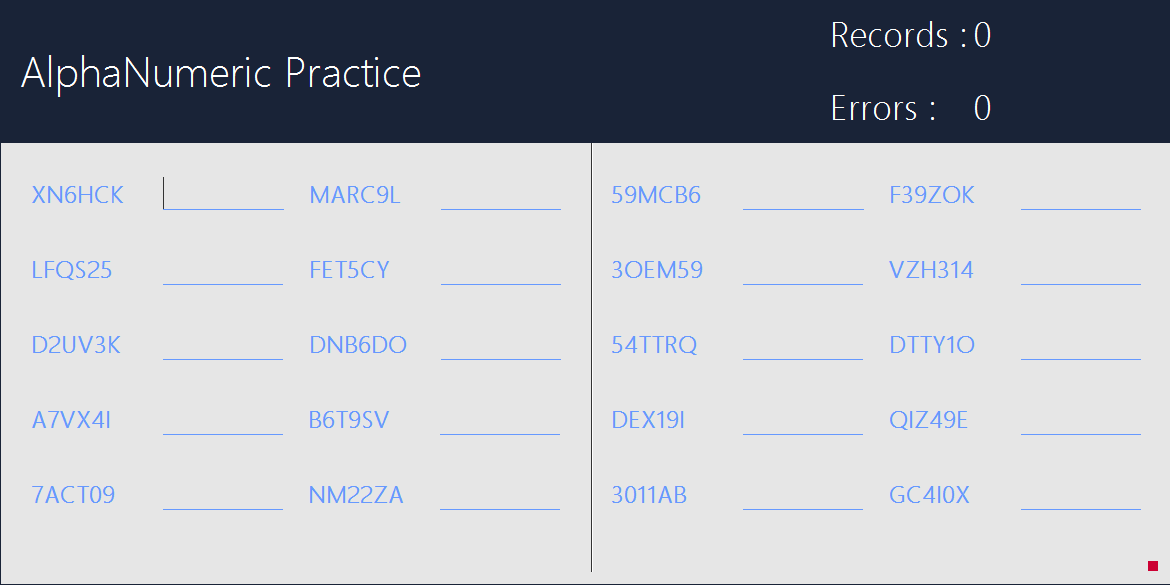 AlphaNumeric Practice
Records : 0
Errors : 0
XN6HCK MARC9L 59MCB6 F39ZOK
LFQS25 FET5CY 3OEM59 VZH314
D2UV3K DNB6DO 54TTRQ DTTY1O
A7VX4I B6T9SV DEX19I QIZ49E
7ACT09 NM22ZA 3011AB GC4I0X